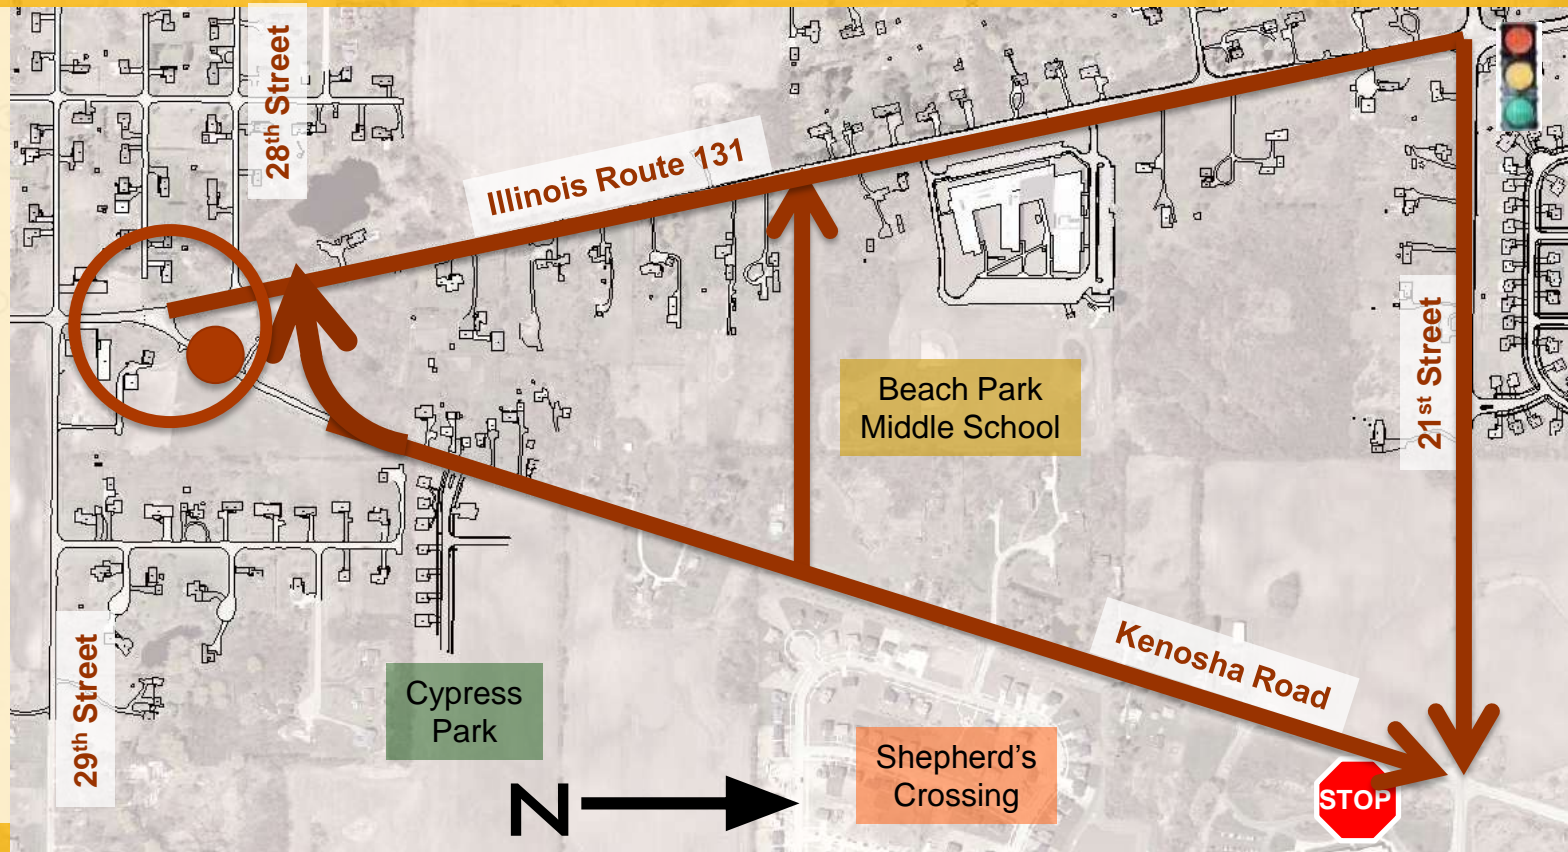 28th Street
Illinois Route 131
21st Street
Beach Park
Middle School
29th Street
Kenosha Road
Cypress
Park
Shepherd's
Crossing
N
STOP